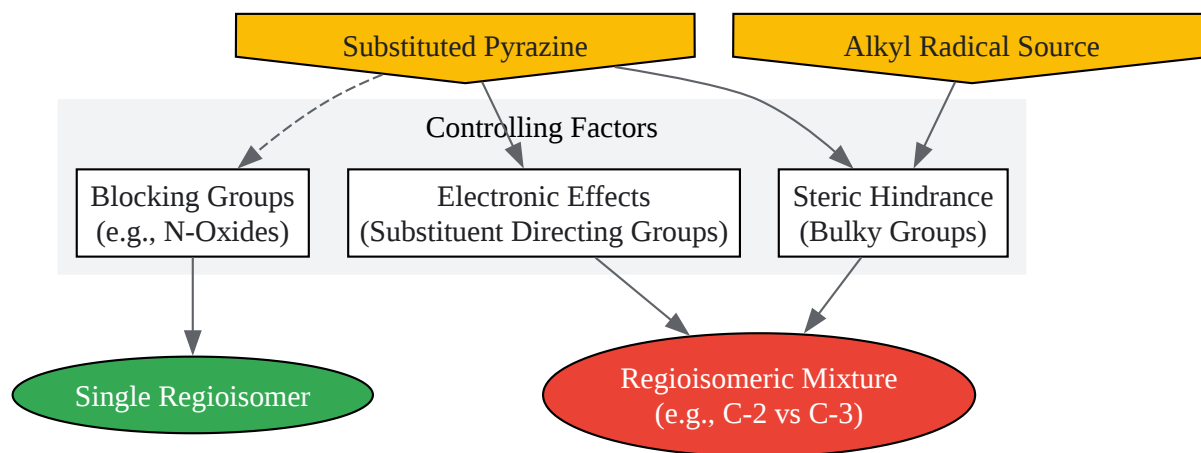 Substituted Pyrazine
Alkyl Radical Source
Controlling Factors
Blocking Groups
(e.g., N-Oxides)
Electronic Effects
(Substituent Directing Groups)
Steric Hindrance
(Bulky Groups)
Single Regioisomer
Regioisomeric Mixture
(e.g., C-2 vs C-3)